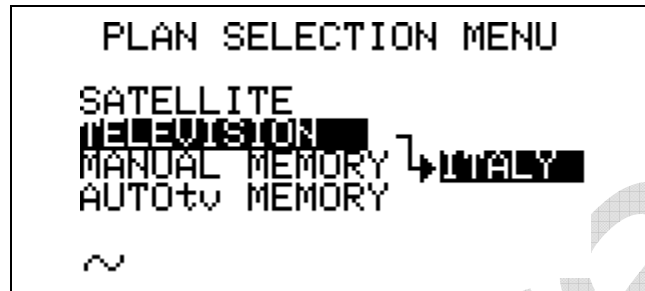 PLAN SELECTION MENU
SATELLITE
TELEVISION
MANUAL MEMORY
ITALY
AUTOtv MEMORY
~